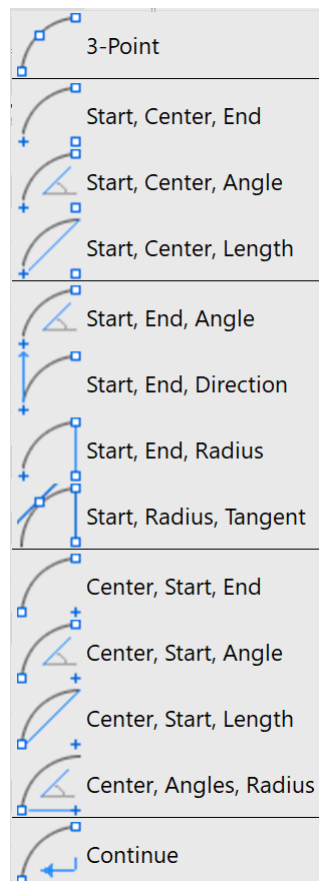 3-Point
Start, Center, End
Start, Center, Angle
Start, Center, Length
Start, End, Angle
Start, End, Direction
Start, End, Radius
Start, Radius, Tangent
Center, Start, End
Center, Start, Angle
Center, Start, Length
Center, Angles, Radius
Continue